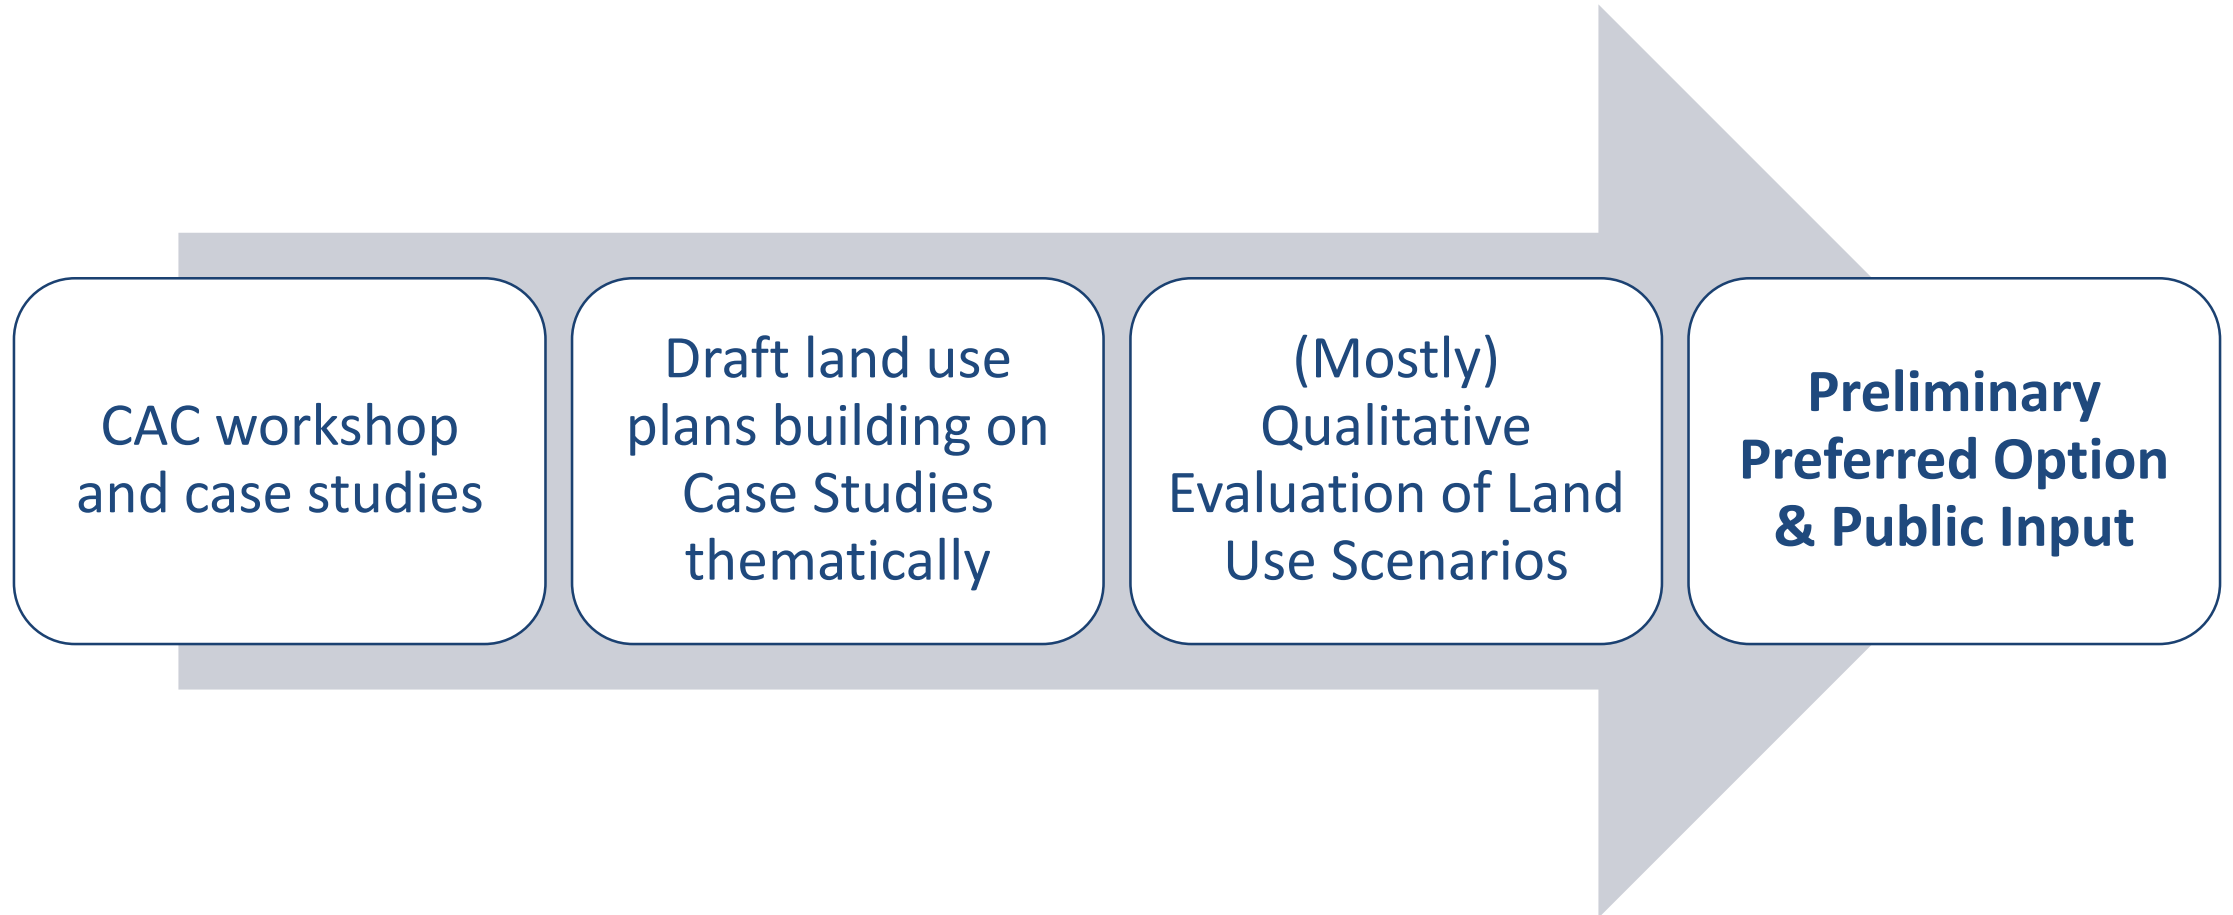 CAC workshop
and case studies
Draft land use
plans building on
Case Studies
thematically
(Mostly)
Qualitative
Evaluation of Land
Use Scenarios
Preliminary
Preferred Option
& Public Input